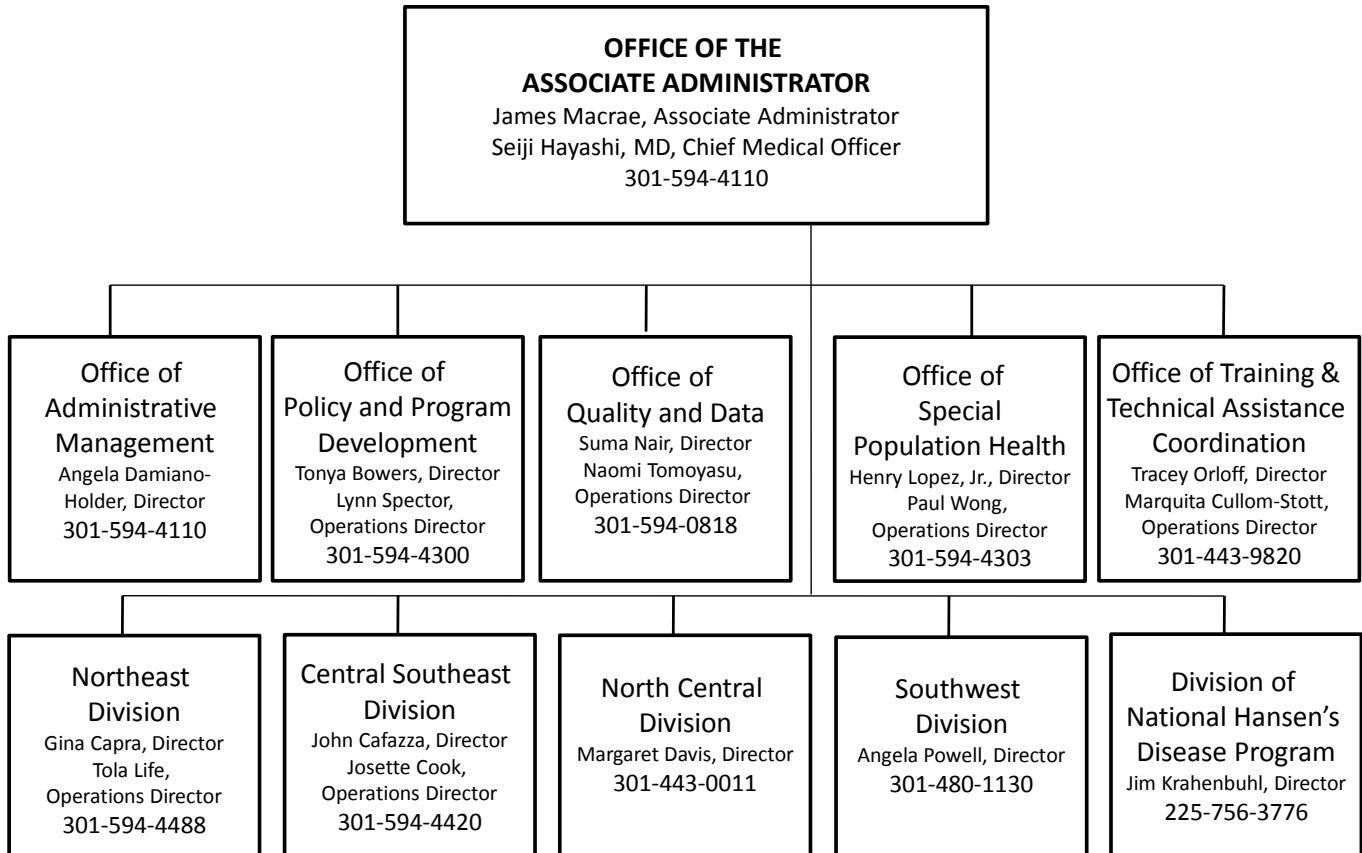 OFFICE OF THE
ASSOCIATE ADMINISTRATOR
James Macrae, Associate Administrator
Seiji Hayashi, MD, Chief Medical Officer
301-594-4110
Office of
Administrative
Management
Angela Damiano-
Holder, Director
301-594-4110
Office of
Policy and Program
Development
Tonya Bowers, Director
Lynn Spector,
Operations Director
301-594-4300
Office of
Quality and Data
Suma Nair, Director
Naomi Tomoyasu,
Operations Director
301-594-0818
Office of
Special
Population Health
Henry Lopez, Jr., Director
Paul Wong,
Operations Director
301-594-4303
Office of Training &
Technical Assistance
Coordination
Tracey Orloff, Director
Marquita Cullom-Stott,
Operations Director
301-443-9820
Northeast
Division
Gina Capra, Director
Tola Life,
Operations Director
301-594-4488
Central Southeast
Division
John Cafazza, Director
Josette Cook,
Operations Director
301-594-4420
North Central
Division
Margaret Davis, Director
301-443-0011
Southwest
Division
Angela Powell, Director
301-480-1130
Division of
National Hansen’s
Disease Program
Jim Krahenbuhl, Director
225-756-3776